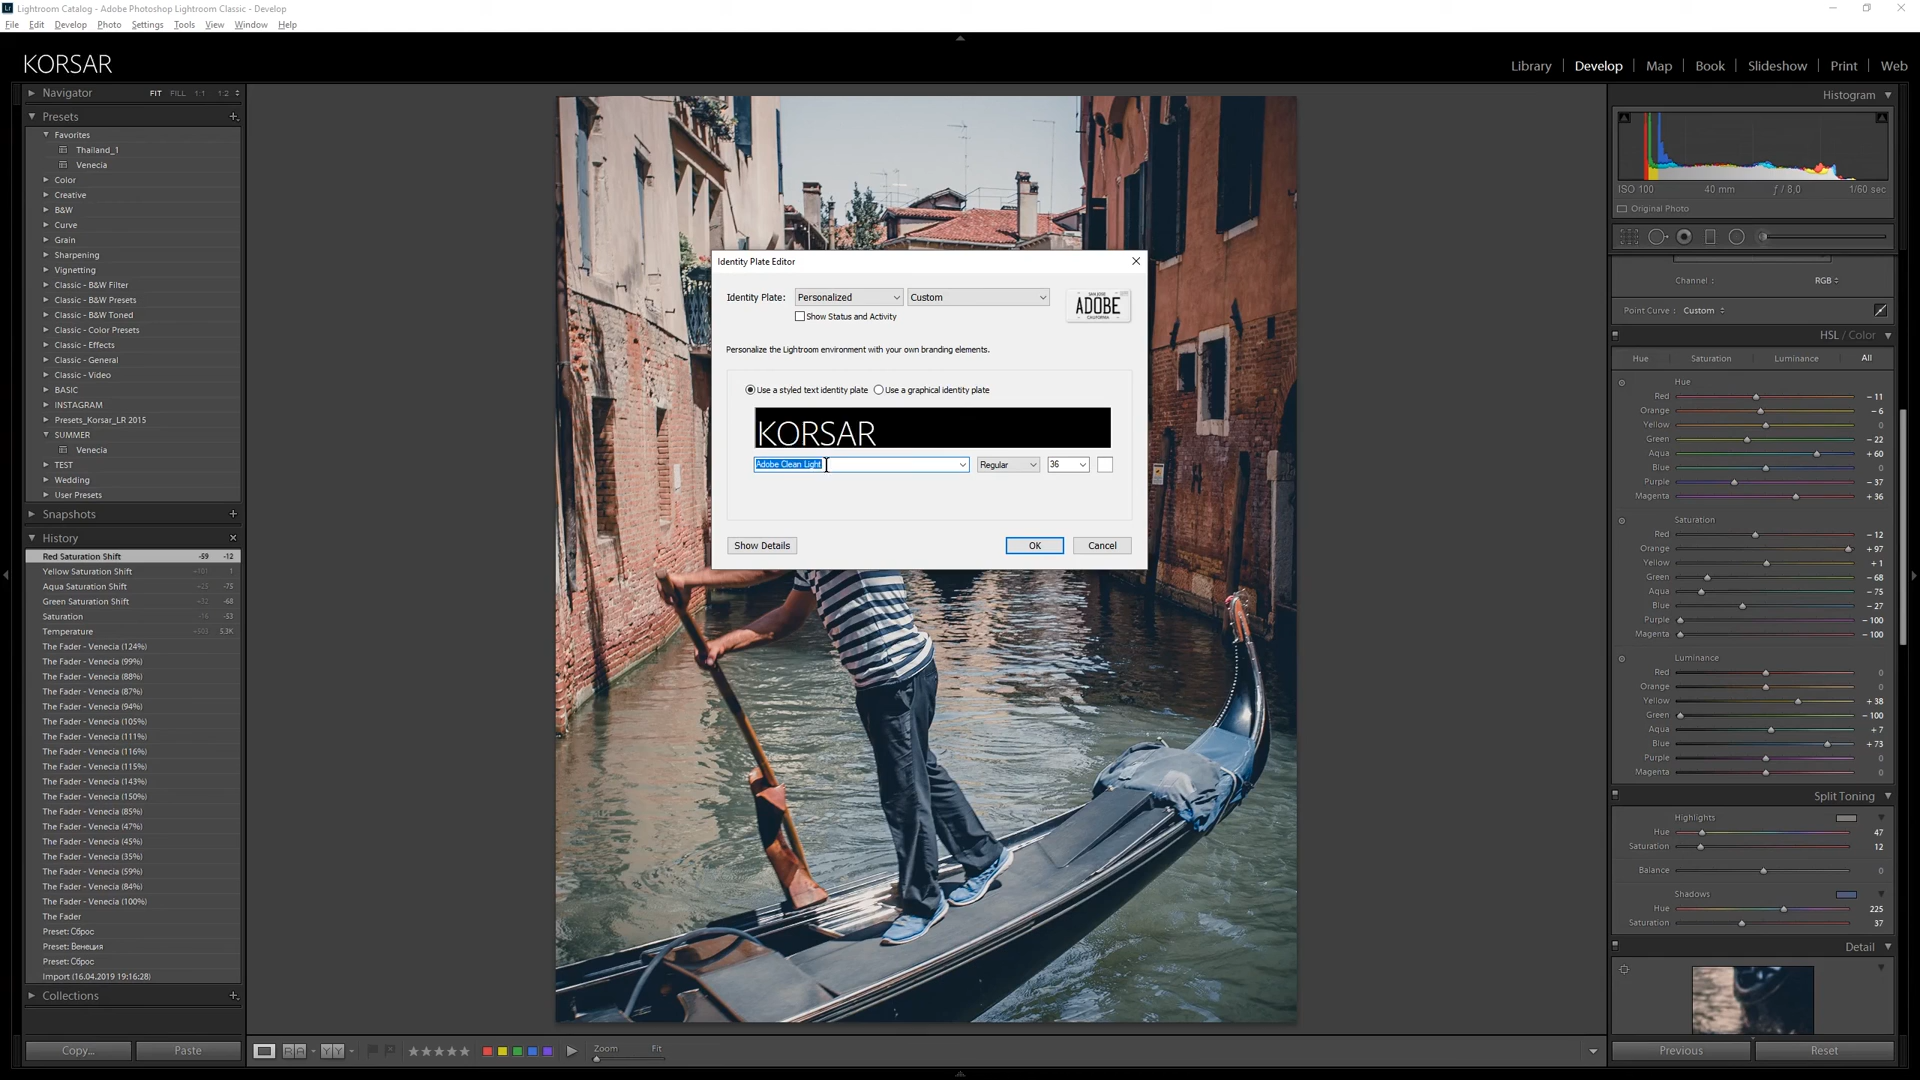 Lightroom Catalog - Adobe Photoshop Lightroom Classic - Develop
File Edit Develop Photo Settings Tools View Window Help
KORSAR
Library Develop Map Book Slideshow Print Web
Navigator FIT FILL 1:1 1:2
Presets
Favorites
Thailand_1
Venecia
Color
Creative
B&W
Curve
Grain
Sharpening
Vignetting
Classic - B&W Filter
Classic - B&W Presets
Classic - B&W Toned
Classic - Color Presets
Classic - Effects
Classic - General
Classic - Video
BASIC
INSTAGRAM
Presets_Korsar_LR 2015
SUMMER
Venecia
TEST
Wedding
User Presets
Snapshots
History
Red Saturation Shift -59 -12
Yellow Saturation Shift +101 1
Aqua Saturation Shift +25 -75
Green Saturation Shift +32 -68
Saturation -16 -53
Temperature +303 5.3K
The Fader - Venecia (124%)
The Fader - Venecia (99%)
The Fader - Venecia (88%)
The Fader - Venecia (87%)
The Fader - Venecia (94%)
The Fader - Venecia (105%)
The Fader - Venecia (111%)
The Fader - Venecia (116%)
The Fader - Venecia (115%)
The Fader - Venecia (143%)
The Fader - Venecia (150%)
The Fader - Venecia (85%)
The Fader - Venecia (47%)
The Fader - Venecia (45%)
The Fader - Venecia (35%)
The Fader - Venecia (59%)
The Fader - Venecia (84%)
The Fader - Venecia (100%)
The Fader
Preset: Сброс
Preset: Венеция
Preset: Сброс
Import (16.04.2019 19:16:28)
Collections
Copy... Paste
Identity Plate Editor
Identity Plate: Personalized Custom
Show Status and Activity
ADOBE
CALIFORNIA
Personalize the Lightroom environment with your own branding elements.
Use a styled text identity plate Use a graphical identity plate
KORSAR
Adobe Clean Light Regular 36
Show Details OK Cancel
Zoom Fit
Histogram
ISO 100 40 mm ƒ / 8,0 1/60 sec
Original Photo
Channel : RGB
Point Curve : Custom
HSL / Color
Hue Saturation Luminance All
Hue
Red - 11
Orange - 6
Yellow 0
Green - 22
Aqua + 60
Blue 0
Purple - 37
Magenta + 36
Saturation
Red - 12
Orange + 97
Yellow + 1
Green - 68
Aqua - 75
Blue - 27
Purple - 100
Magenta - 100
Luminance
Red 0
Orange 0
Yellow + 38
Green - 100
Aqua + 7
Blue + 73
Purple 0
Magenta 0
Split Toning
Highlights
Hue 47
Saturation 12
Balance 0
Shadows
Hue 225
Saturation 37
Detail
Previous Reset